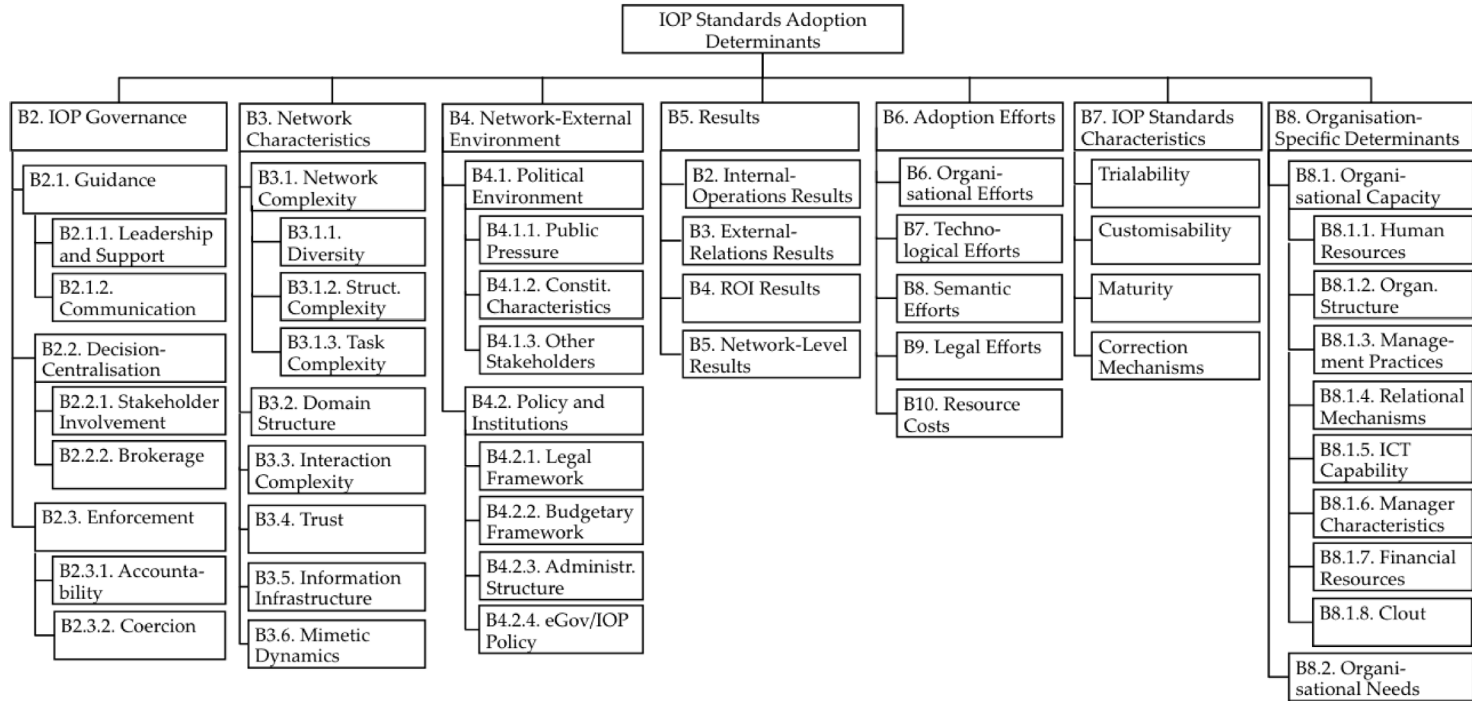 IOP Standards Adoption
Determinants
B2. IOP Governance
B2.1. Guidance
B2.1.1. Leadership
and Support
B2.1.2.
Communication
B2.2. Decision-
Centralisation
B2.2.1. Stakeholder
Involvement
B2.2.2. Brokerage
B2.3. Enforcement
B2.3.1. Accounta-
bility
B2.3.2. Coercion
B3. Network
Characteristics
B3.1. Network
Complexity
B3.1.1.
Diversity
B3.1.2. Struct.
Complexity
B3.1.3. Task
Complexity
B3.2. Domain
Structure
B3.3. Interaction
Complexity
B3.4. Trust
B3.5. Information
Infrastructure
B3.6. Mimetic
Dynamics
B4. Network-External
Environment
B4.1. Political
Environment
B4.1.1. Public
Pressure
B4.1.2. Constit.
Characteristics
B4.1.3. Other
Stakeholders
B4.2. Policy and
Institutions
B4.2.1. Legal
Framework
B4.2.2. Budgetary
Framework
B4.2.3. Administr.
Structure
B4.2.4. eGov/IOP
Policy
B5. Results
B2. Internal-
Operations Results
B3. External-
Relations Results
B4. ROI Results
B5. Network-Level
Results
B6. Adoption Efforts
B6. Organi-
sational Efforts
B7. Techno-
logical Efforts
B8. Semantic
Efforts
B9. Legal Efforts
B10. Resource
Costs
B7. IOP Standards
Characteristics
Trialability
Customisability
Maturity
Correction
Mechanisms
B8. Organisation-
Specific Determinants
B8.1. Organi-
sational Capacity
B8.1.1. Human
Resources
B8.1.2. Organ.
Structure
B8.1.3. Manage-
ment Practices
B8.1.4. Relational
Mechanisms
B8.1.5. ICT
Capability
B8.1.6. Manager
Characteristics
B8.1.7. Financial
Resources
B8.1.8. Clout
B8.2. Organi-
sational Needs